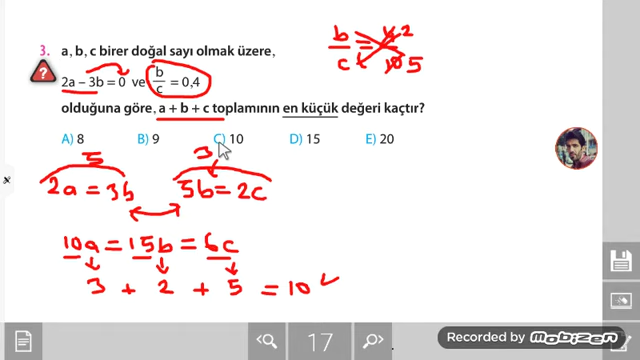 3. a, b, c birer doğal sayı olmak üzere,
2a – 3b = 0 ve b/c = 0,4
olduğuna göre, a + b + c toplamının en küçük değeri kaçtır?
A) 8 B) 9 C) 10 D) 15 E) 20
b/c = 4/10 2 5
5 3
2a = 3b 5b = 2c
10a = 15b = 6c
3 + 2 + 5 = 10
17
Recorded by mobizen